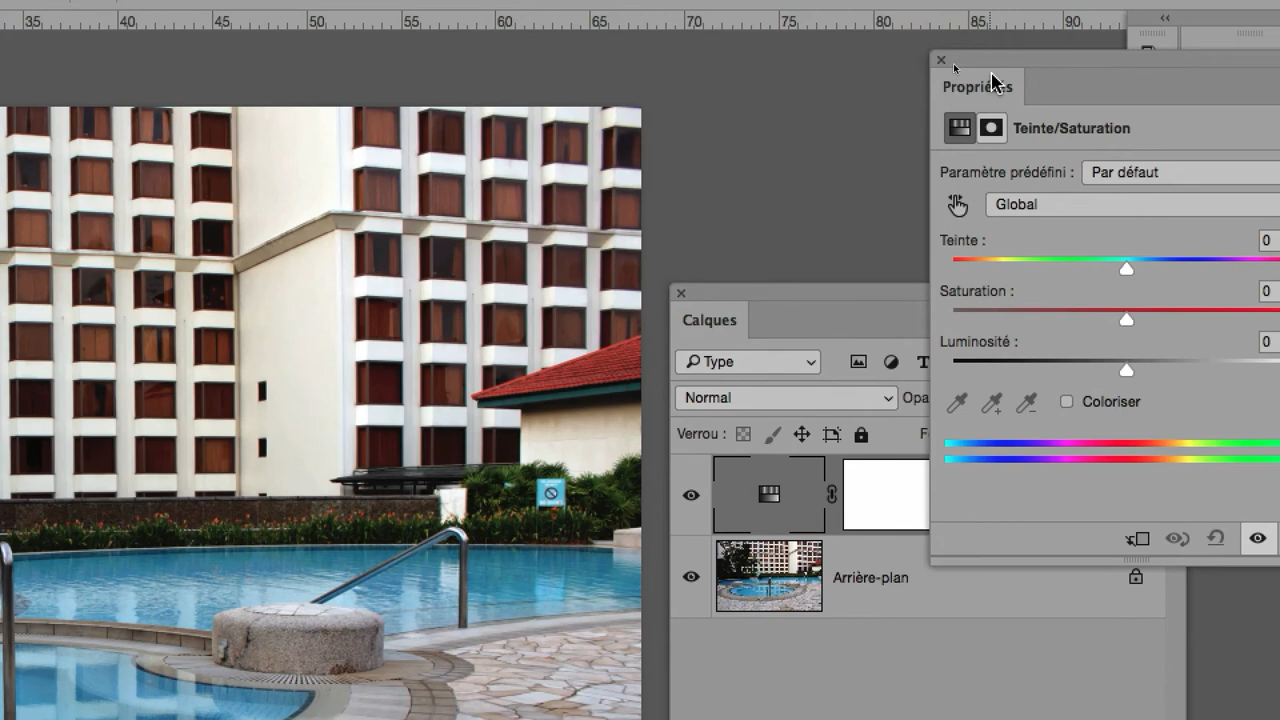 35 40 45 50 55 60 65 70 75 80 85 90
Propriétés
Teinte/Saturation
Paramètre prédéfini : Par défaut
Global
Teinte : 0
Saturation : 0
Luminosité : 0
Coloriser
Calques
Type T
Normal Opa
Verrou : F
Arrière-plan